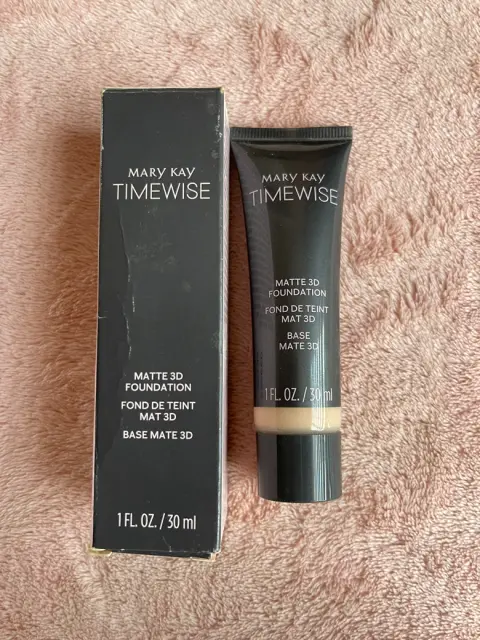 MARY KAY
TIMEWISE
MATTE 3D
FOUNDATION
FOND DE TEINT
MAT 3D
BASE MATE 3D
1 FL. OZ. / 30 ml
MARY KAY
TIMEWISE
MATTE 3D
FOUNDATION
FOND DE TEINT
MAT 3D
BASE
MATE 3D
1 FL. OZ. / 30 ml